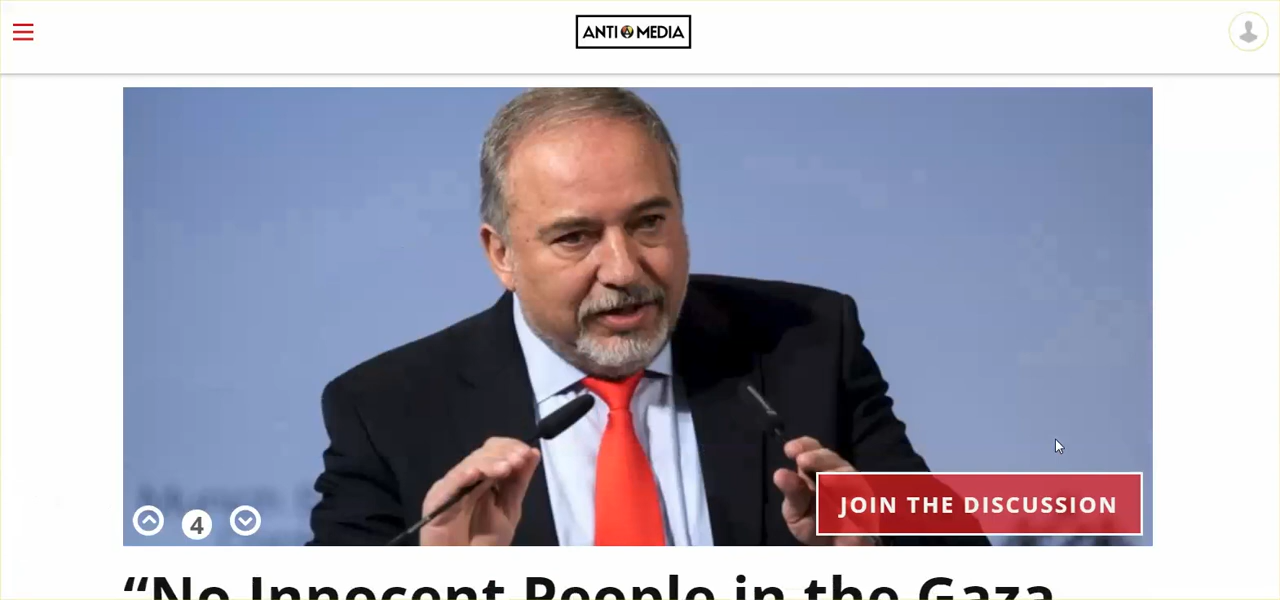 ANTI MEDIA
4
JOIN THE DISCUSSION
“No Innocent People in the Gaza